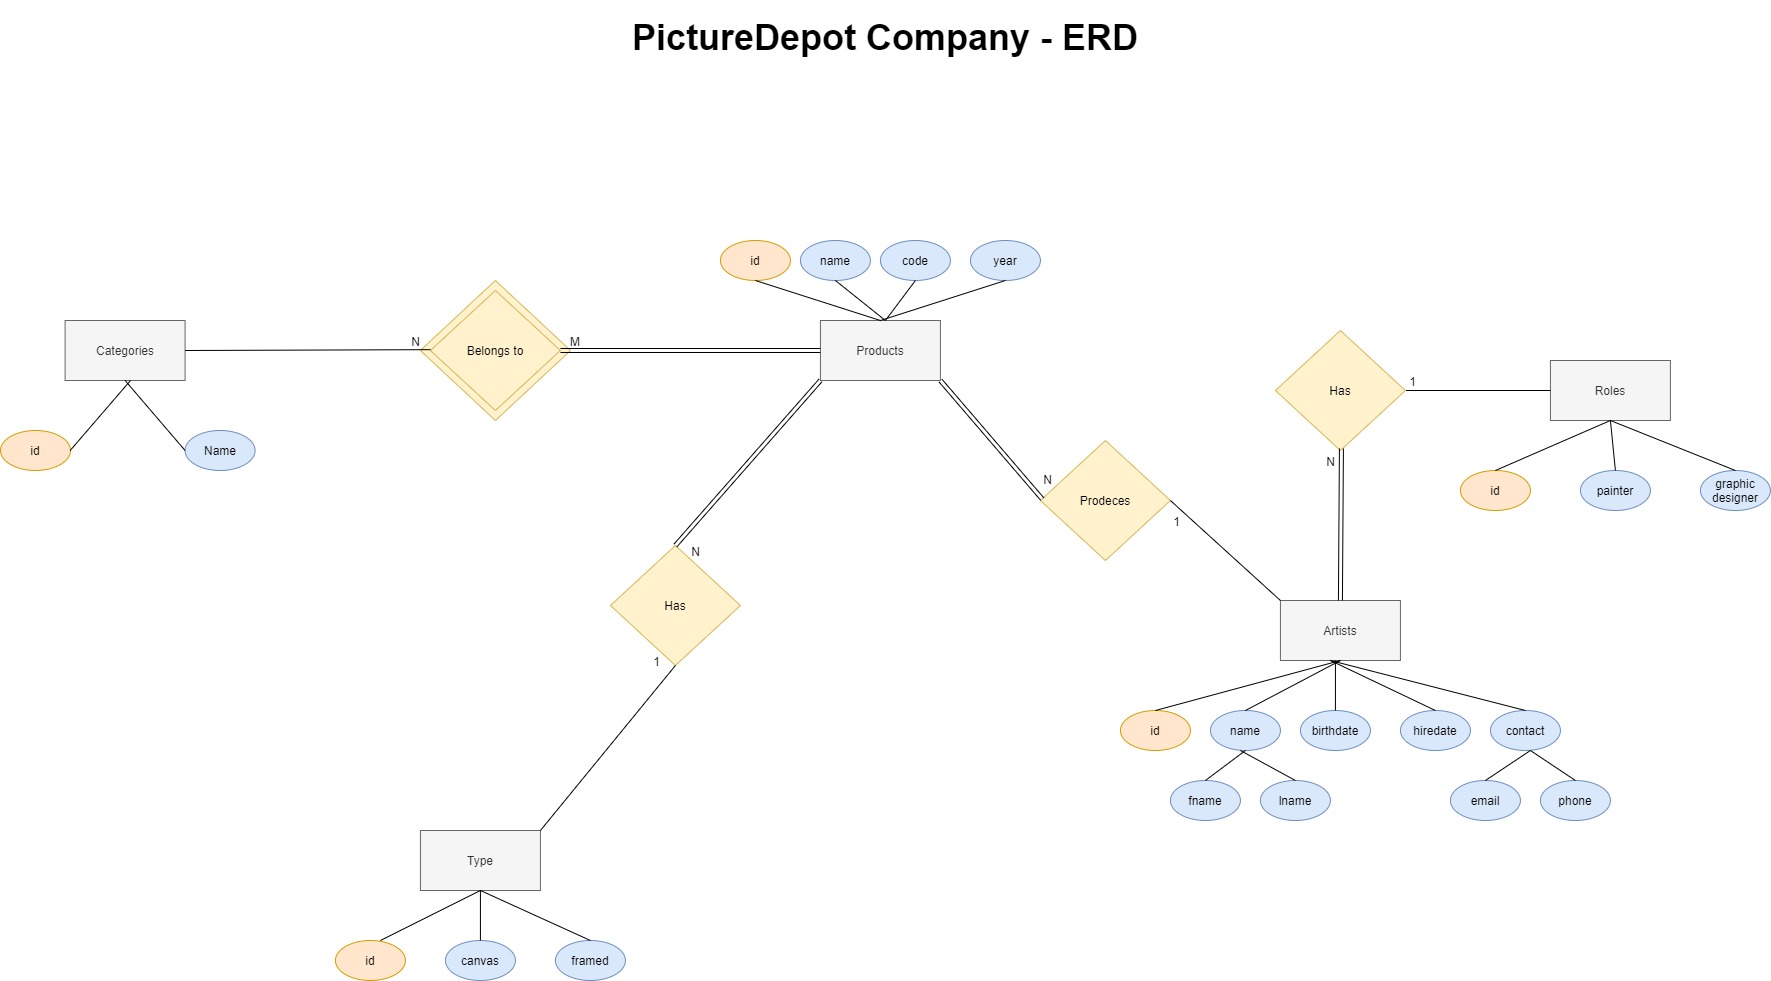 PictureDepot Company - ERD
id
name
code
year
Categories
N
Belongs to
M
Products
Has
1
Roles
id
Name
N
id
painter
graphic
designer
N
Prodeces
1
N
Has
1
Artists
id
name
birthdate
hiredate
contact
fname
lname
email
phone
Type
id
canvas
framed